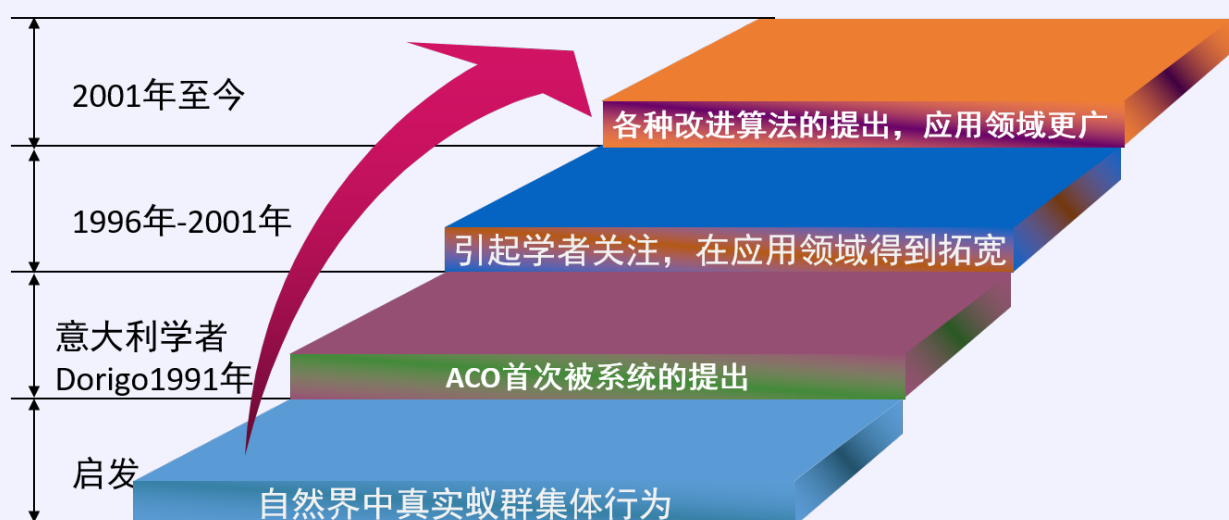 2001年至今
各种改进算法的提出，应用领域更广
1996年-2001年
引起学者关注，在应用领域得到拓宽
意大利学者
Dorigo1991年
ACO首次被系统的提出
启发
自然界中真实蚁群集体行为